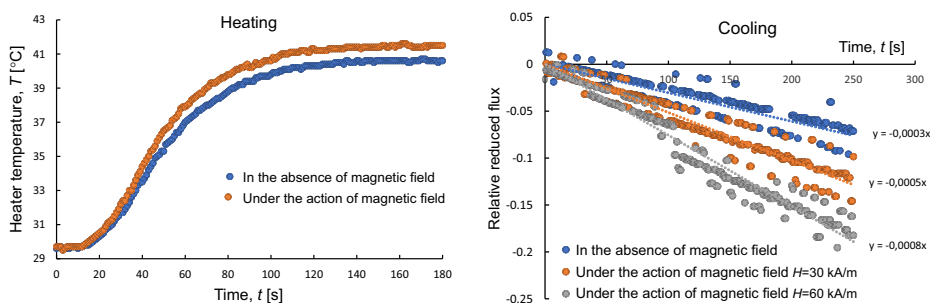 Heating
Heater temperature, T [°C]
43
41
39
37
35
33
31
29
In the absence of magnetic field
Under the action of magnetic field
0
20
40
60
80
100
120
140
160
180
Time, t [s]
Cooling
Time, t [s]
Relative reduced flux
0.05
0
-0.05
-0.1
-0.15
-0.2
-0.25
50
100
150
200
250
300
y = -0,0003x
y = -0,0005x
y = -0,0008x
In the absence of magnetic field
Under the action of magnetic field H=30 kA/m
Under the action of magnetic field H=60 kA/m